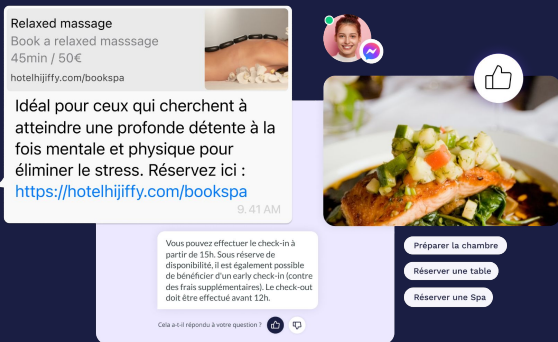 Relaxed massage
Book a relaxed masssage
45min / 50€
hotelhijiffy.com/bookspa
Idéal pour ceux qui cherchent à
atteindre une profonde détente à la
fois mentale et physique pour
éliminer le stress. Réservez ici :
https://hotelhijiffy.com/bookspa
9.41 AM
Vous pouvez effectuer le check-in à
partir de 15h. Sous réserve de
disponibilité, il est également possible
de bénéficier d'un early check-in (contre
des frais supplémentaires). Le check-out
doit être effectué avant 12h.
Cela a-t-il répondu à votre question ?
Préparer la chambre
Réserver une table
Réserver une Spa